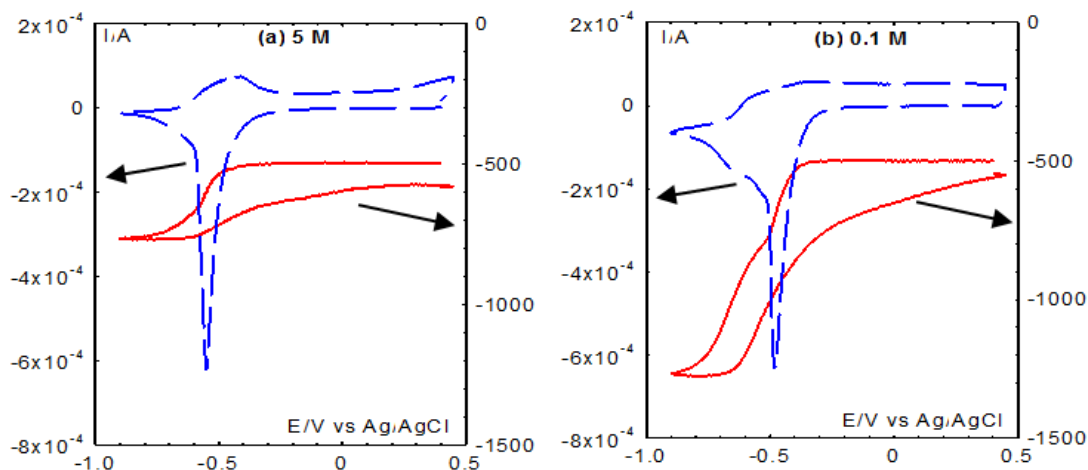 2x10⁻⁴
0
-2x10⁻⁴
-4x10⁻⁴
-6x10⁻⁴
-8x10⁻⁴
I/A
(a) 5 M
0
-500
-1000
-1500
E/V vs Ag/AgCl
-1.0 -0.5 0 0.5
2x10⁻⁴
0
-2x10⁻⁴
-4x10⁻⁴
-6x10⁻⁴
-8x10⁻⁴
I/A
(b) 0.1 M
0
-500
-1000
-1500
E/V vs Ag/AgCl
-1.0 -0.5 0 0.5